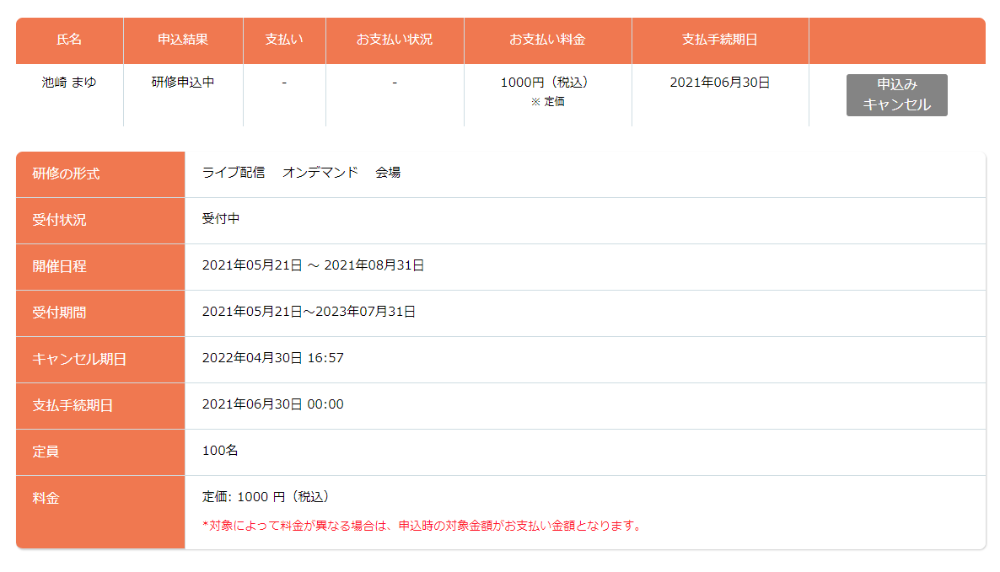 氏名 申込結果 支払い お支払い状況 お支払い料金 支払手続期日
池崎 まゆ 研修申込中 - - 1000円（税込） 2021年06月30日 申込み
※ 定価 キャンセル
研修の形式 ライブ配信 オンデマンド 会場
受付状況 受付中
開催日程 2021年05月21日 ～ 2021年08月31日
受付期間 2021年05月21日～2023年07月31日
キャンセル期日 2022年04月30日 16:57
支払手続期日 2021年06月30日 00:00
定員 100名
料金 定価: 1000 円（税込）
*対象によって料金が異なる場合は、申込時の対象金額がお支払い金額となります。